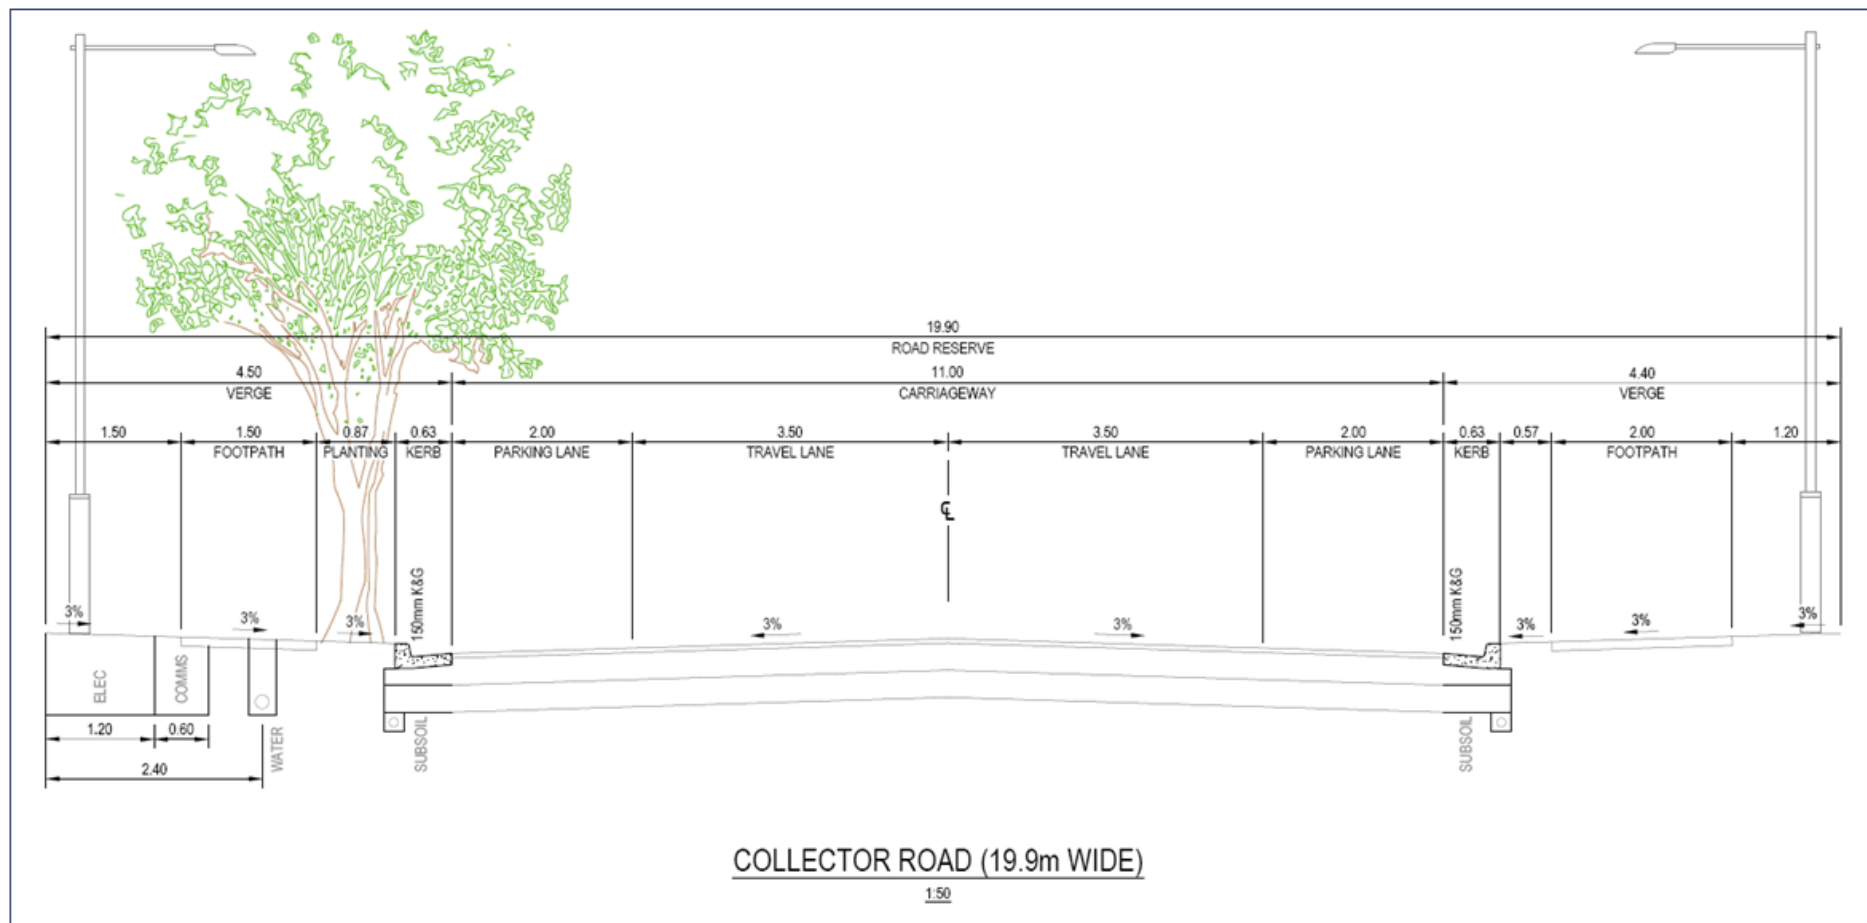 19.90
ROAD RESERVE
4.50
VERGE
11.00
CARRIAGEWAY
4.40
VERGE
1.50
1.50
FOOTPATH
0.87
PLANTING
0.63
KERB
2.00
PARKING LANE
3.50
TRAVEL LANE
3.50
TRAVEL LANE
2.00
PARKING LANE
0.63
KERB
0.57
2.00
FOOTPATH
1.20
℄
150mm K&G
150mm K&G
3%
3%
3%
3%
3%
3%
3%
3%
ELEC
COMMS
WATER
SUBSOIL
SUBSOIL
1.20
0.60
2.40
COLLECTOR ROAD (19.9m WIDE)
1:50